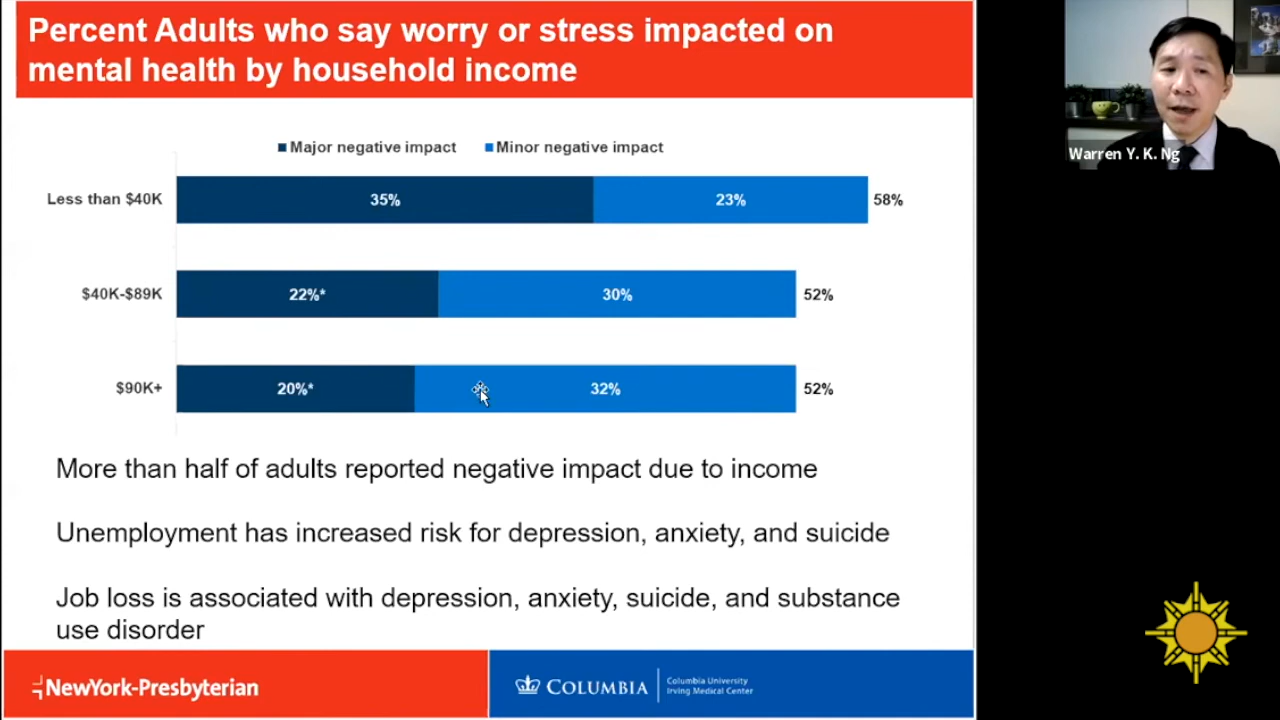 Percent Adults who say worry or stress impacted on
mental health by household income
Major negative impact Minor negative impact
Less than $40K 35% 23% 58%
$40K-$89K 22%* 30% 52%
$90K+ 20%* 32% 52%
More than half of adults reported negative impact due to income
Unemployment has increased risk for depression, anxiety, and suicide
Job loss is associated with depression, anxiety, suicide, and substance
use disorder
NewYork-Presbyterian
COLUMBIA
Columbia University
Irving Medical Center
Warren Y. K. Ng